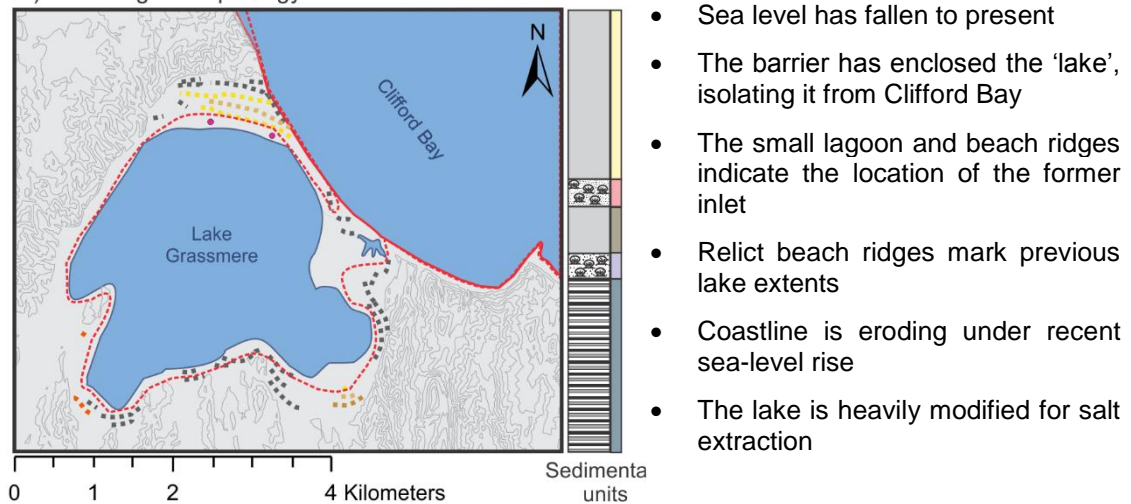 N
Clifford Bay
Lake
Grassmere
0 1 2 4 Kilometers
Sedimenta
units
• Sea level has fallen to present
• The barrier has enclosed the ‘lake’,
isolating it from Clifford Bay
• The small lagoon and beach ridges
indicate the location of the former
inlet
• Relict beach ridges mark previous
lake extents
• Coastline is eroding under recent
sea-level rise
• The lake is heavily modified for salt
extraction